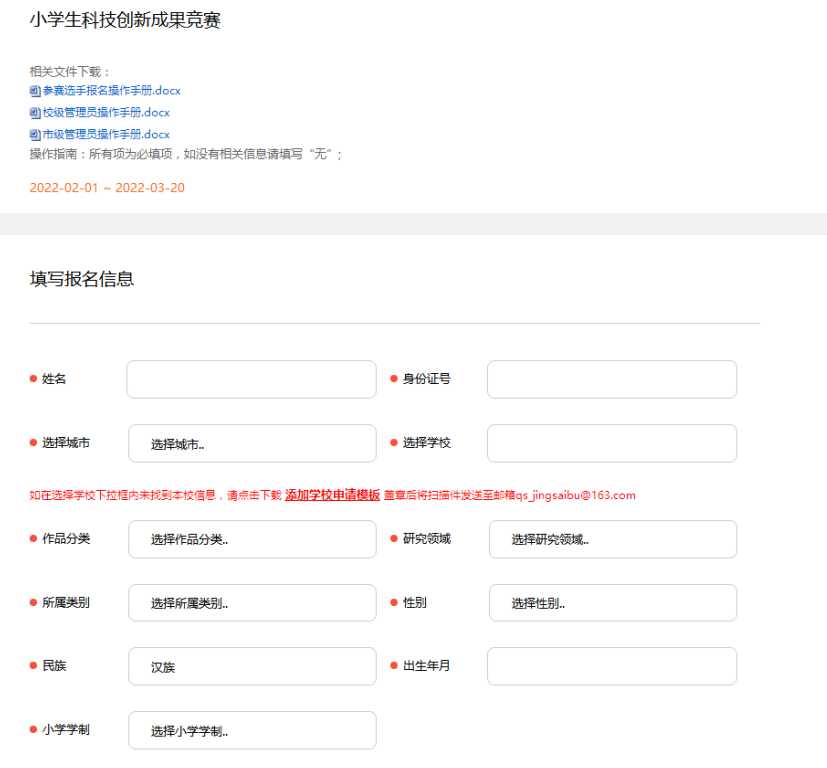 小学生科技创新成果竞赛
相关文件下载：
参赛选手报名操作手册.docx
校级管理员操作手册.docx
市级管理员操作手册.docx
操作指南：所有项为必填项，如没有相关信息请填写“无”；
2022-02-01 ~ 2022-03-20
填写报名信息
姓名 身份证号
选择城市 选择城市.. 选择学校
如在选择学校下拉框内未找到本校信息，请点击下载 添加学校申请模板 盖章后将扫描件发送至邮箱qs_jingsaibu@163.com
作品分类 选择作品分类.. 研究领域 选择研究领域..
所属类别 选择所属类别.. 性别 选择性别..
民族 汉族 出生年月
小学学制 选择小学学制..